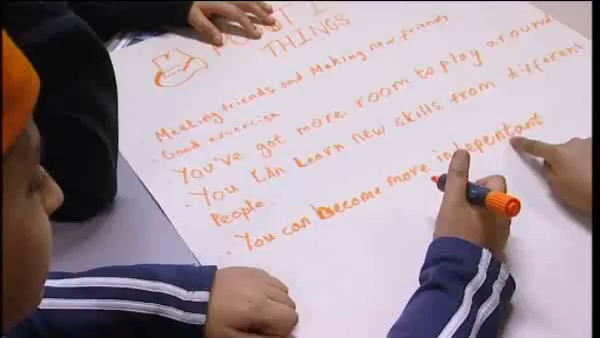 THINGS
• Meeting friends and Making new friends
• Good exercise
• You've got more room to play around
• You can Learn new skills from different
People
• You can become more indepentant